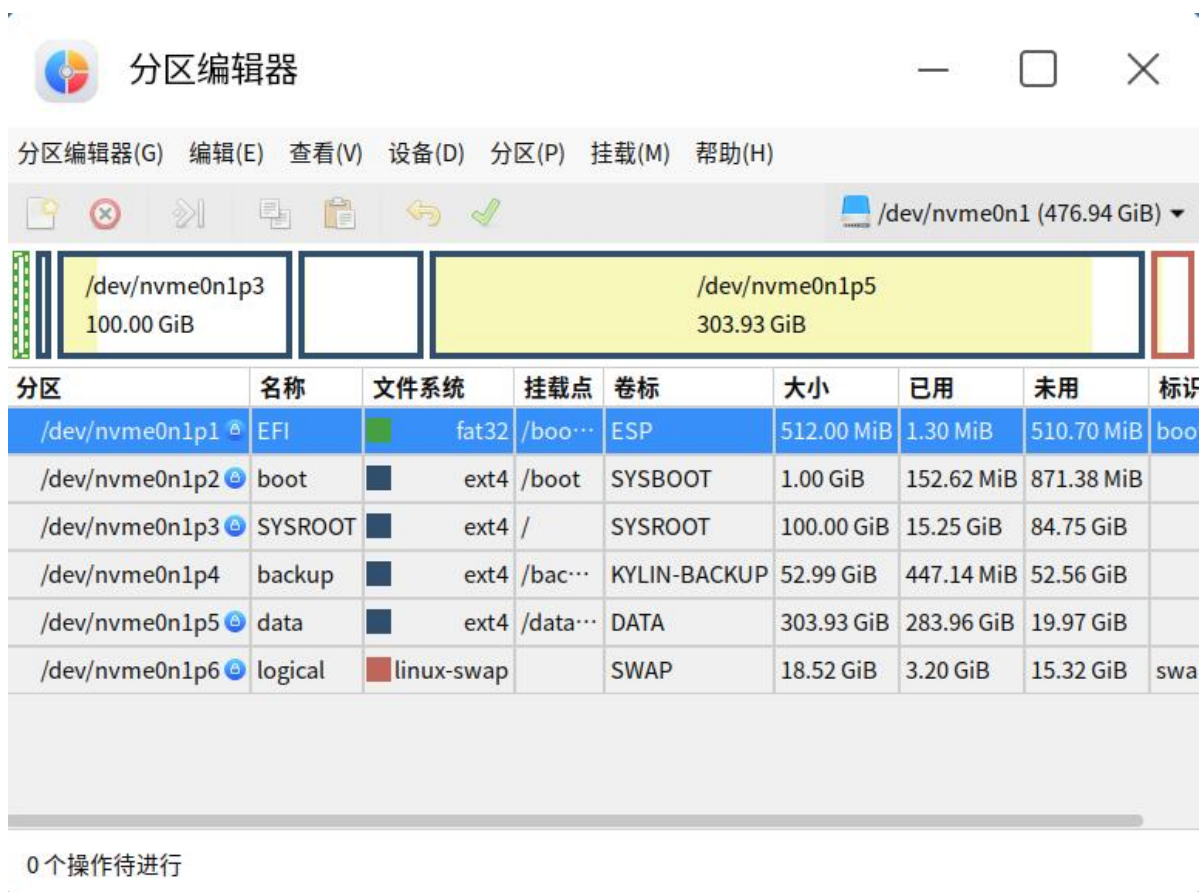 分区编辑器
分区编辑器(G) 编辑(E) 查看(V) 设备(D) 分区(P) 挂载(M) 帮助(H)
/dev/nvme0n1 (476.94 GiB)
/dev/nvme0n1p3 /dev/nvme0n1p5
100.00 GiB 303.93 GiB
分区 名称 文件系统 挂载点 卷标 大小 已用 未用 标识
/dev/nvme0n1p1 EFI fat32 /boo… ESP 512.00 MiB 1.30 MiB 510.70 MiB boo
/dev/nvme0n1p2 boot ext4 /boot SYSBOOT 1.00 GiB 152.62 MiB 871.38 MiB
/dev/nvme0n1p3 SYSROOT ext4 / SYSROOT 100.00 GiB 15.25 GiB 84.75 GiB
/dev/nvme0n1p4 backup ext4 /bac… KYLIN-BACKUP 52.99 GiB 447.14 MiB 52.56 GiB
/dev/nvme0n1p5 data ext4 /data… DATA 303.93 GiB 283.96 GiB 19.97 GiB
/dev/nvme0n1p6 logical linux-swap SWAP 18.52 GiB 3.20 GiB 15.32 GiB swa
0个操作待进行